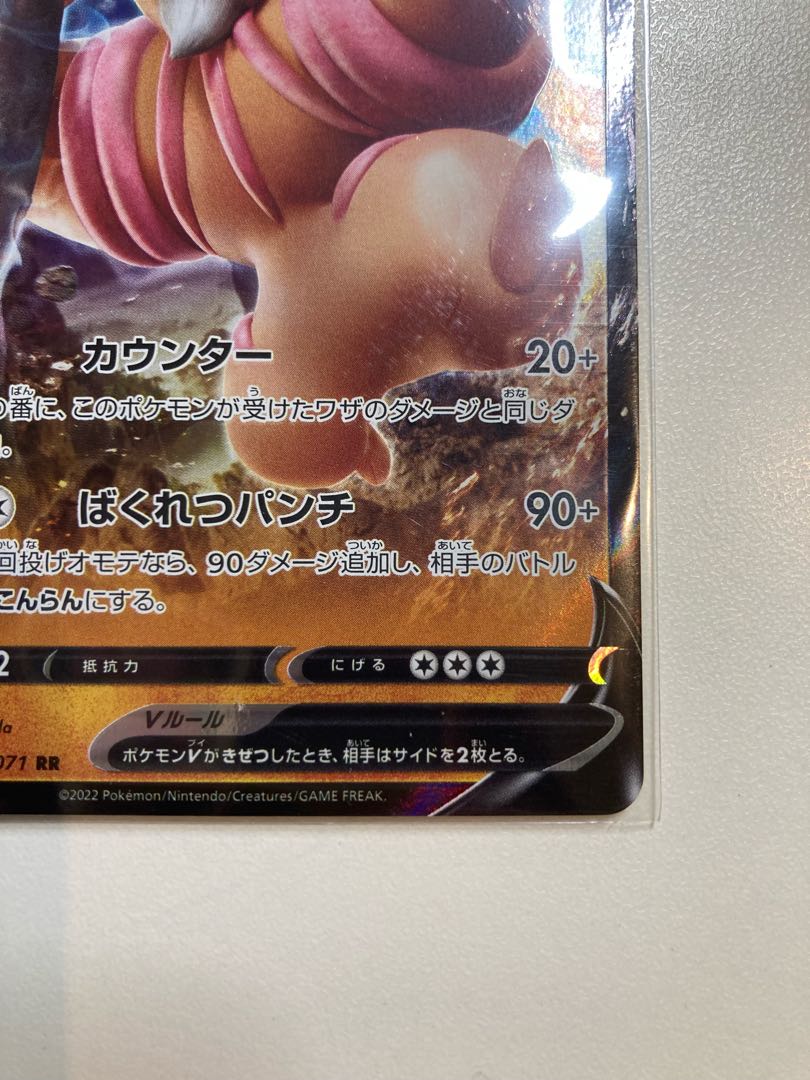 カウンター 20+
番に、このポケモンが受けたワザのダメージと同じダ
。
ばくれつパンチ 90+
回投げオモテなら、90ダメージ追加し、相手のバトル
こんらんにする。
2 抵抗力 にげる
Vルール
ポケモンVがきぜつしたとき、相手はサイドを2枚とる。
071 RR
©2022 Pokémon/Nintendo/Creatures/GAME FREAK.